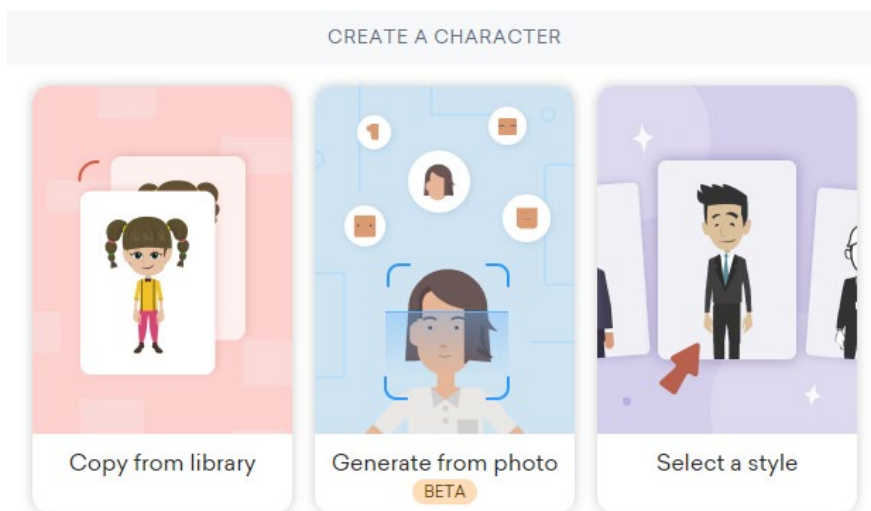 CREATE A CHARACTER
Copy from library
Generate from photo
BETA
Select a style